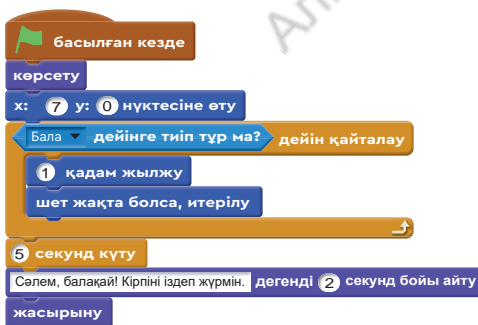 басылған кезде
көрсету
х: 7 у: 0 нүктесіне өту
Бала дейінге тиіп тұр ма? дейін қайталау
1 қадам жылжу
шет жақта болса, итерілу
5 секунд күту
Сәлем, балақай! Кірпіні іздеп жүрмін. дегенді 2 секунд бойы айту
жасырыну